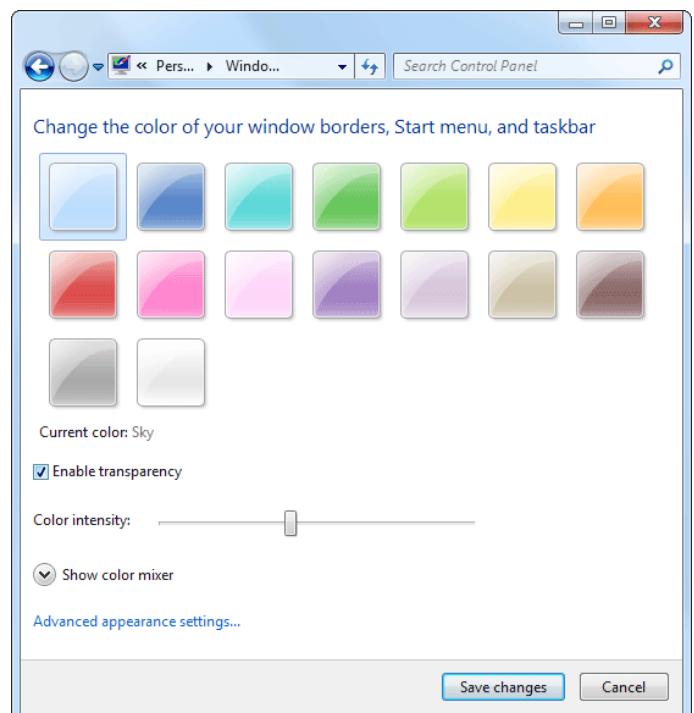 « Pers... Windo... Search Control Panel
Change the color of your window borders, Start menu, and taskbar
Current color: Sky
Enable transparency
Color intensity:
Show color mixer
Advanced appearance settings...
Save changes Cancel